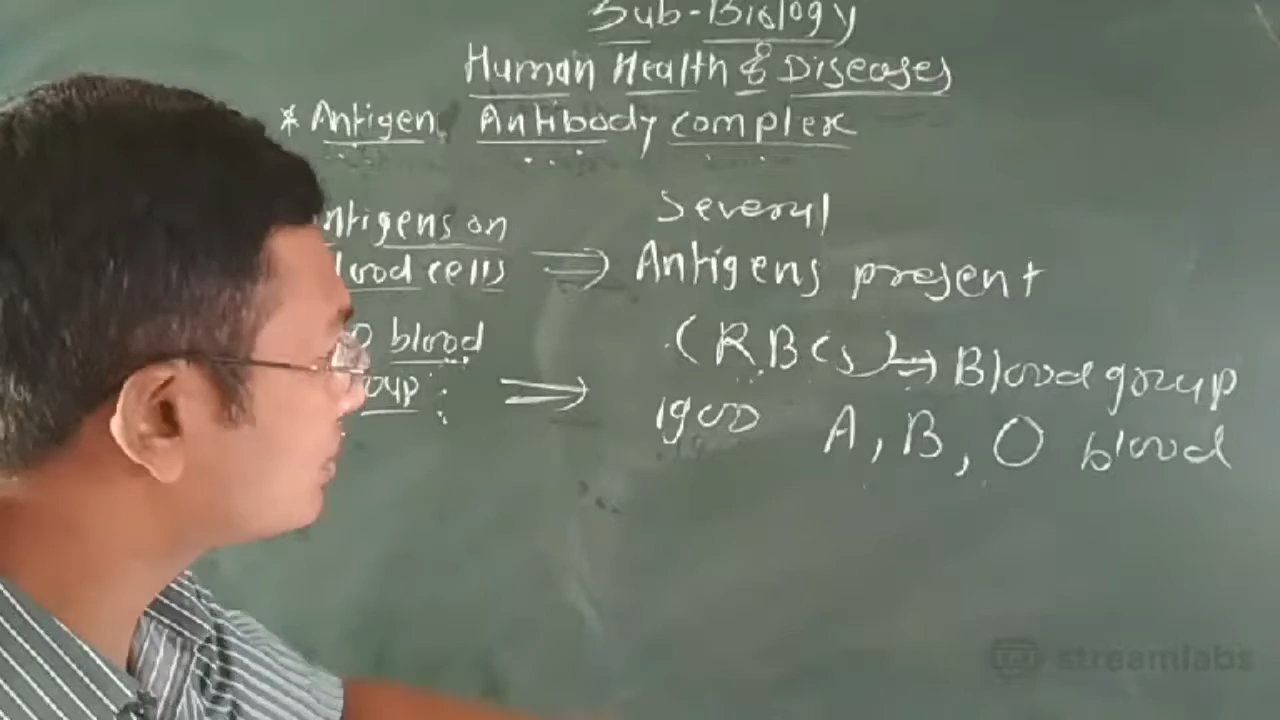 Sub-Biology
Human Health & Diseases
* Antigen Antibody complex
ntigens on
lood cells
⇒ Several
Antigens present
(RBCs) ↪ Blood group
O blood
oup :
⇒ 1900 A, B, O blood
streamlabs